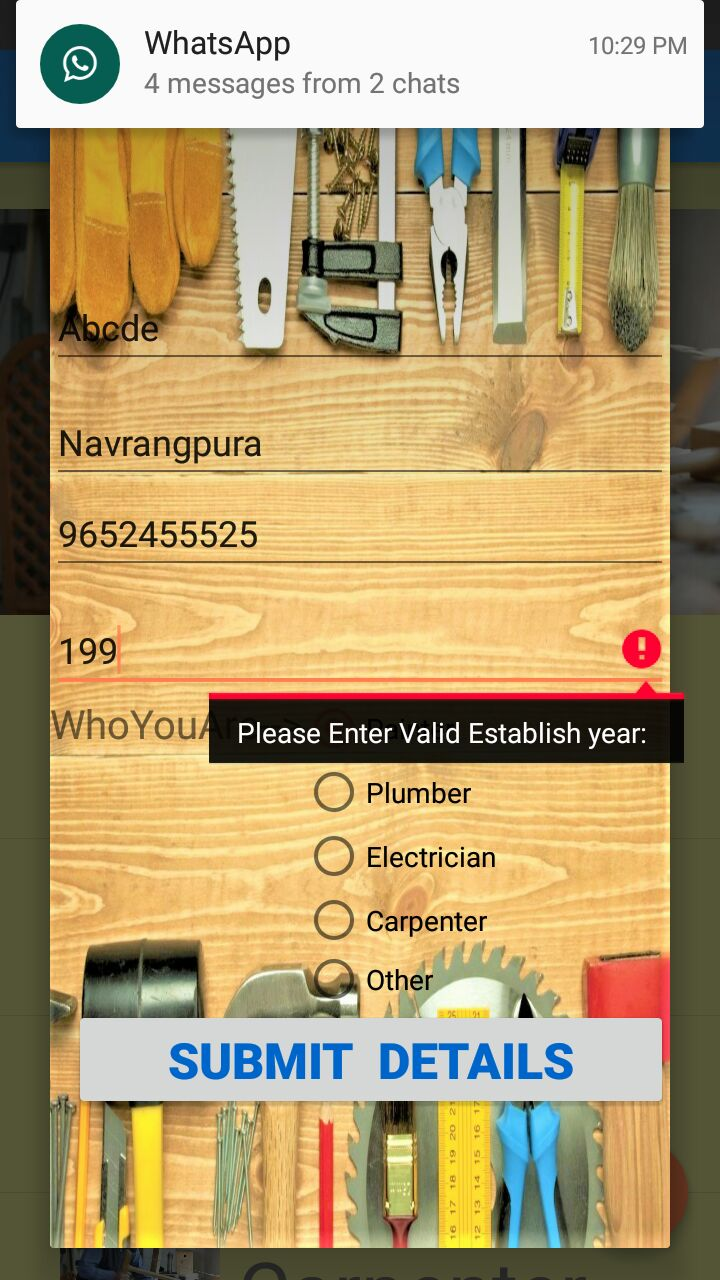 WhatsApp 10:29 PM
4 messages from 2 chats
Abcde
Navrangpura
9652455525
199
WhoYouAre
Please Enter Valid Establish year:
Plumber
Electrician
Carpenter
Other
SUBMIT DETAILS